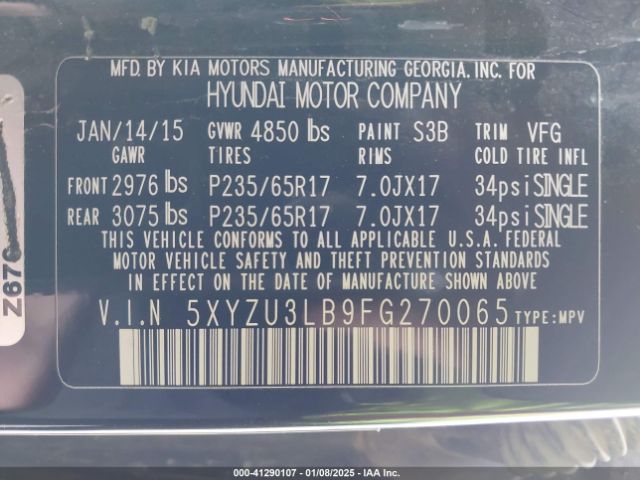 MFD. BY KIA MOTORS MANUFACTURING GEORGIA. INC. FOR
HYUNDAI MOTOR COMPANY
JAN/14/15 GVWR 4850 lbs PAINT S3B TRIM VFG
GAWR TIRES RIMS COLD TIRE INFL
FRONT 2976 lbs P235/65R17 7.0JX17 34psi SINGLE
REAR 3075 lbs P235/65R17 7.0JX17 34psi SINGLE
THIS VEHICLE CONFORMS TO ALL APPLICABLE U.S.A. FEDERAL
MOTOR VEHICLE SAFETY AND THEFT PREVENTION STANDARDS
IN EFFECT ON THE DATE OF MANUFACTURE SHOWN ABOVE.
V.I.N 5XYZU3LB9FG270065 TYPE:MPV
000-41290107 - 01/08/2025 - IAA Inc.